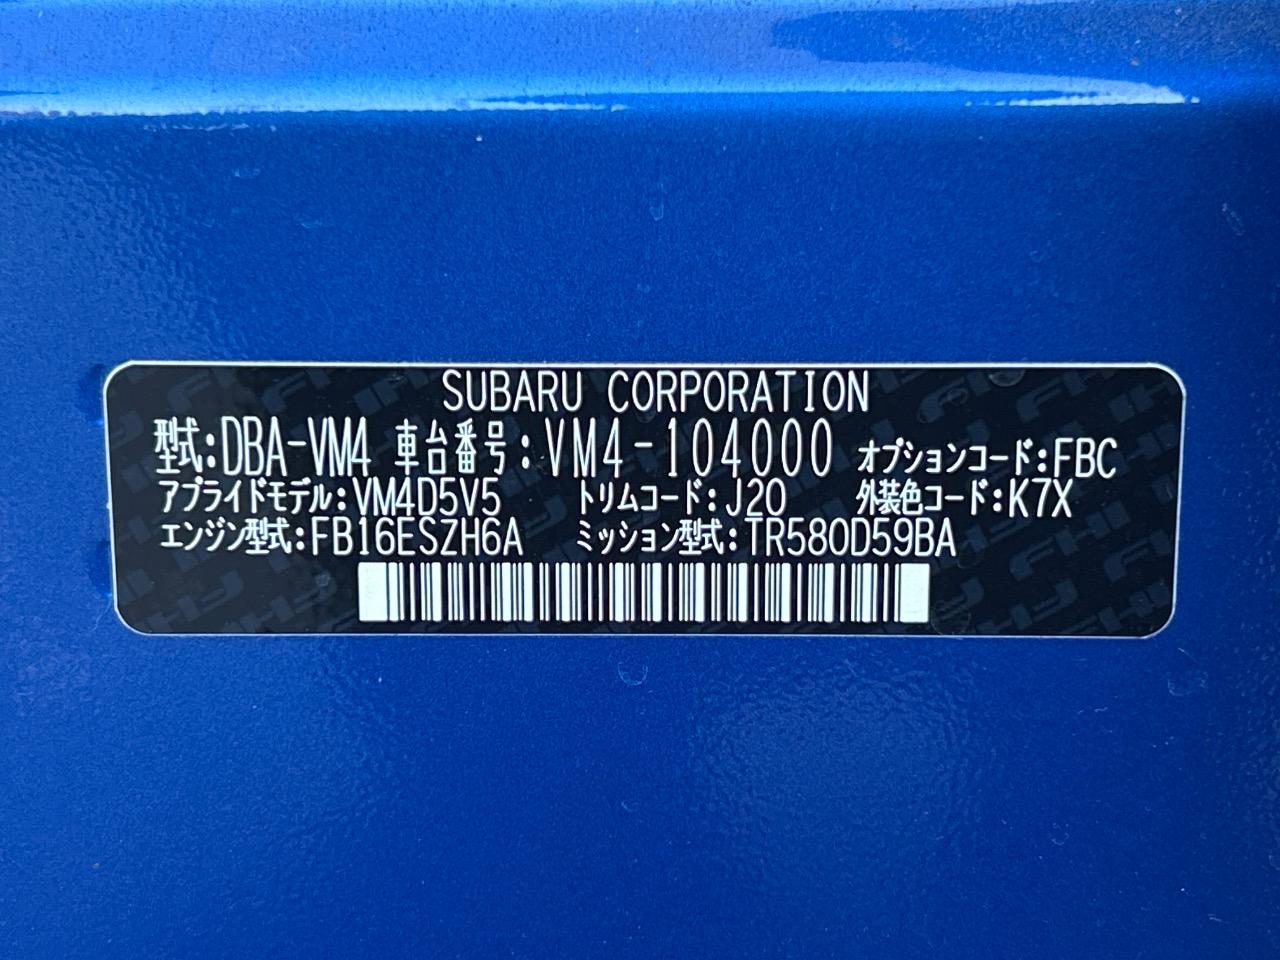 SUBARU CORPORATION
型式:DBA-VM4 車台番号:VM4-104000 オプションコード:FBC
アプライドモデル:VM4D5V5 トリムコード:J20 外装色コード:K7X
エンジン型式:FB16ESZH6A ミッション型式:TR580D59BA